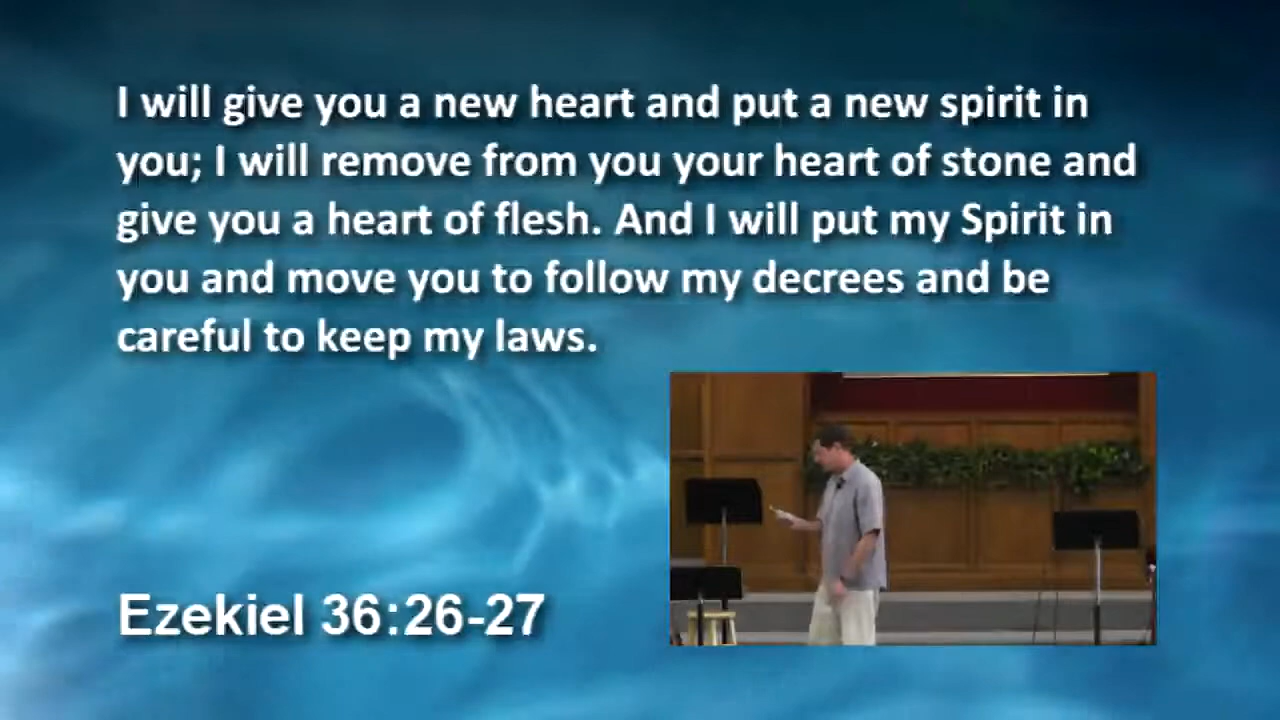 I will give you a new heart and put a new spirit in
you; I will remove from you your heart of stone and
give you a heart of flesh. And I will put my Spirit in
you and move you to follow my decrees and be
careful to keep my laws.
Ezekiel 36:26-27